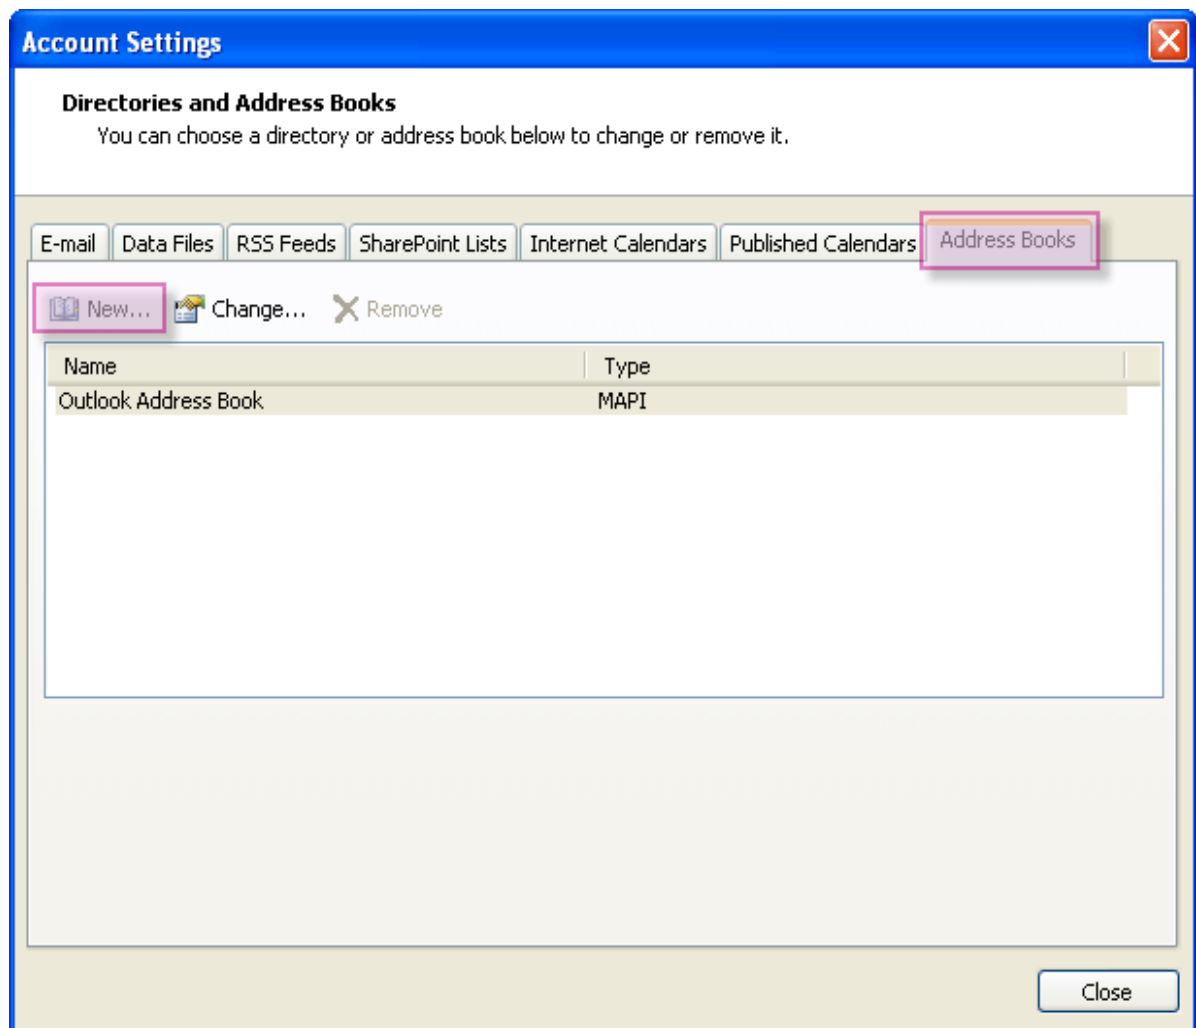 Account Settings
Directories and Address Books
You can choose a directory or address book below to change or remove it.
E-mail Data Files RSS Feeds SharePoint Lists Internet Calendars Published Calendars Address Books
New... Change... Remove
Name Type
Outlook Address Book MAPI
Close